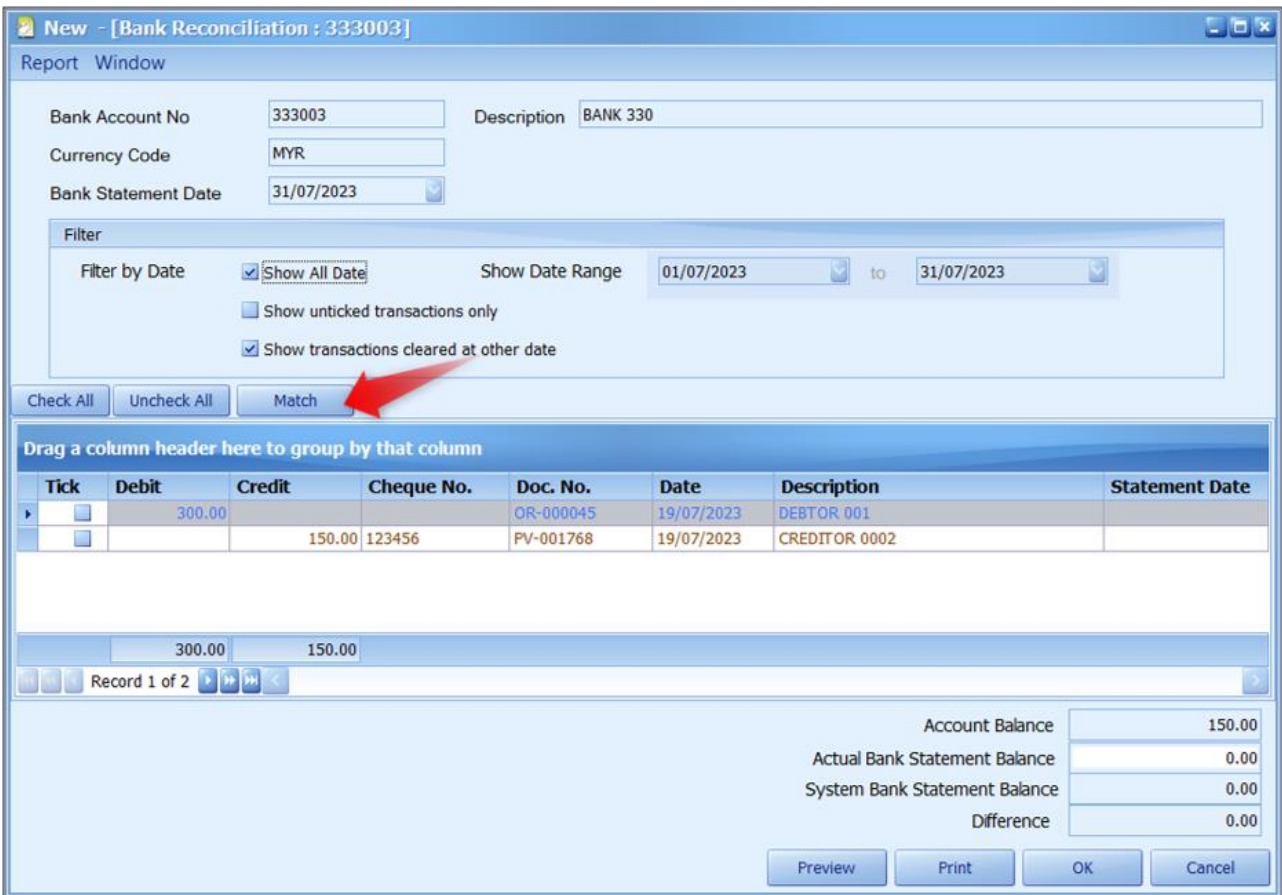 New - [Bank Reconciliation : 333003]
Report Window
Bank Account No 333003 Description BANK 330
Currency Code MYR
Bank Statement Date 31/07/2023
Filter
Filter by Date Show All Date Show Date Range 01/07/2023 to 31/07/2023
Show unticked transactions only
Show transactions cleared at other date
Check All Uncheck All Match
Drag a column header here to group by that column
Tick Debit Credit Cheque No. Doc. No. Date Description Statement Date
300.00 OR-000045 19/07/2023 DEBTOR 001
150.00 123456 PV-001768 19/07/2023 CREDITOR 0002
300.00 150.00
Record 1 of 2
Account Balance 150.00
Actual Bank Statement Balance 0.00
System Bank Statement Balance 0.00
Difference 0.00
Preview Print OK Cancel